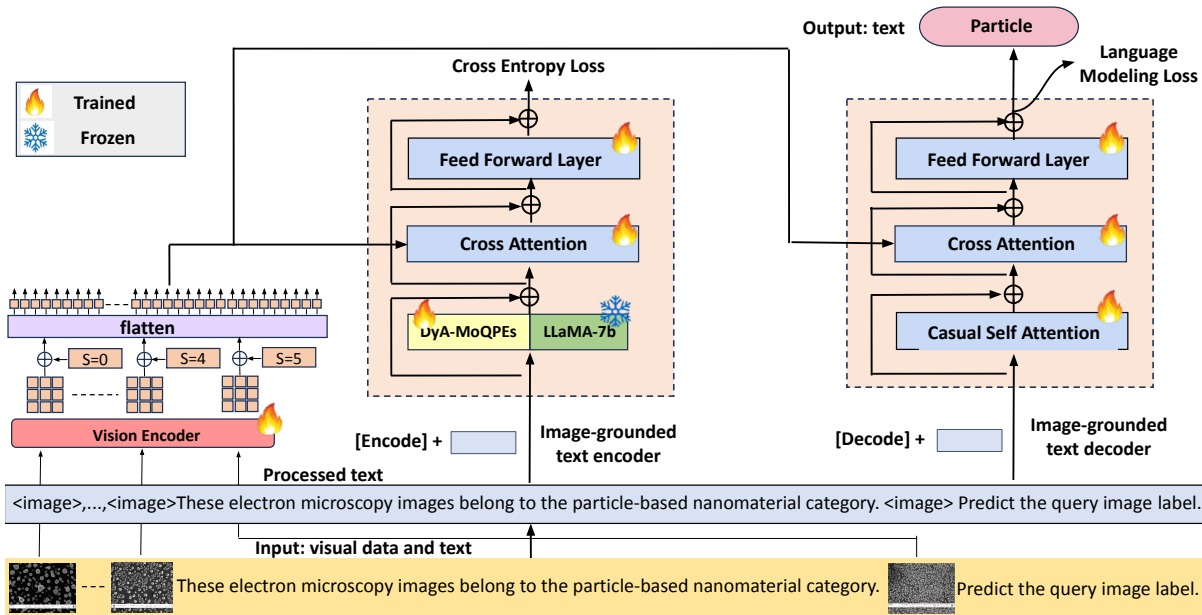 Output: text
Particle
Language
Modeling Loss
Cross Entropy Loss
Trained
Frozen
Feed Forward Layer
Feed Forward Layer
Cross Attention
Cross Attention
flatten
DyA-MoQPEs
LLaMA-7b
Casual Self Attention
S=0
S=4
S=5
Vision Encoder
[Encode] +
Image-grounded
text encoder
[Decode] +
Image-grounded
text decoder
Processed text
<image>,...,<image>These electron microscopy images belong to the particle-based nanomaterial category. <image> Predict the query image label.
Input: visual data and text
These electron microscopy images belong to the particle-based nanomaterial category.
Predict the query image label.